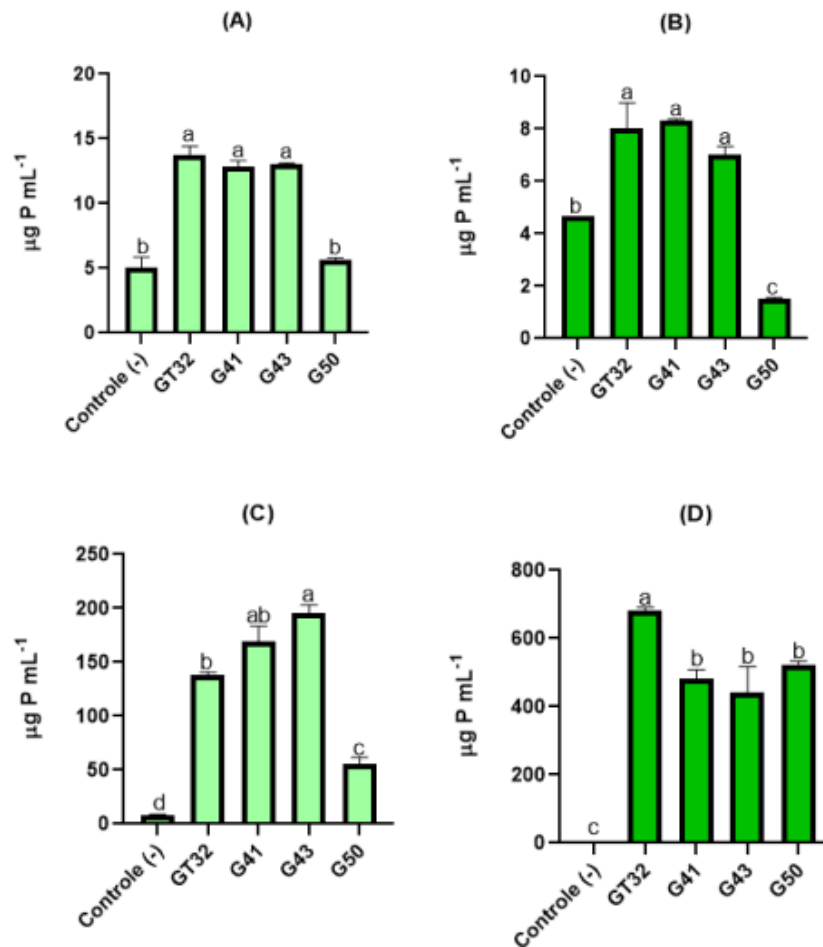 (A)
20
15
10
5
0
µg P mL⁻¹
b
a
a
a
b
Controle (-)
GT32
G41
G43
G50
(B)
10
8
6
4
2
0
µg P mL⁻¹
b
a
a
a
c
Controle (-)
GT32
G41
G43
G50
(C)
250
200
150
100
50
0
µg P mL⁻¹
d
b
ab
a
c
Controle (-)
GT32
G41
G43
G50
(D)
800
600
400
200
0
µg P mL⁻¹
c
a
b
b
b
Controle (-)
GT32
G41
G43
G50